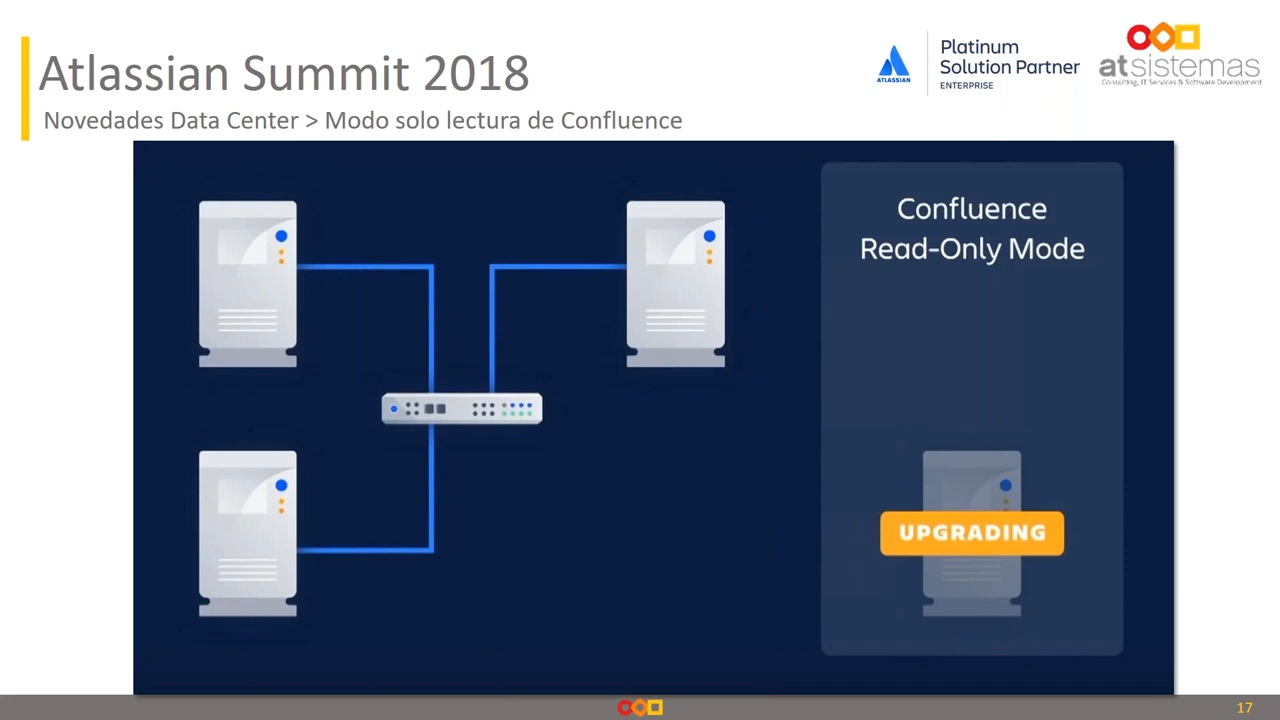 Atlassian Summit 2018
Novedades Data Center > Modo solo lectura de Confluence
ATLASSIAN
Platinum
Solution Partner
ENTERPRISE
atsistemas
Consulting, IT Services & Software Development
Confluence
Read-Only Mode
UPGRADING
17